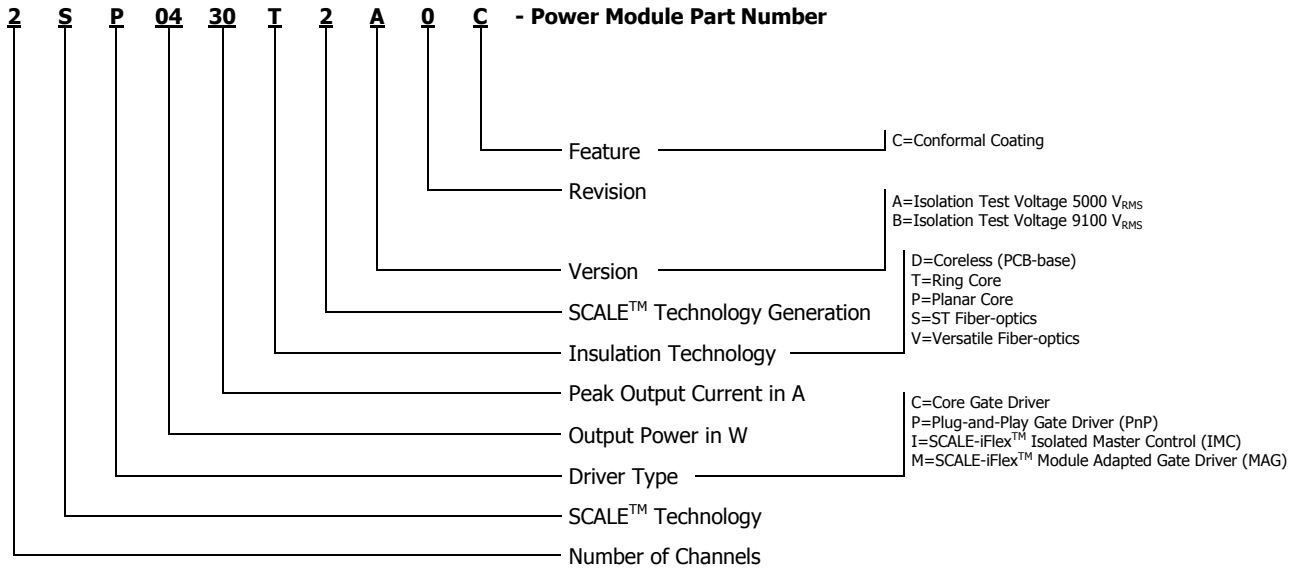 2 S P 04 30 T 2 A 0 C - Power Module Part Number
Feature
C=Conformal Coating
Revision
Version
A=Isolation Test Voltage 5000 VRMS
B=Isolation Test Voltage 9100 VRMS
SCALE™ Technology Generation
Insulation Technology
D=Coreless (PCB-base)
T=Ring Core
P=Planar Core
S=ST Fiber-optics
V=Versatile Fiber-optics
Peak Output Current in A
Output Power in W
Driver Type
C=Core Gate Driver
P=Plug-and-Play Gate Driver (PnP)
I=SCALE-iFlex™ Isolated Master Control (IMC)
M=SCALE-iFlex™ Module Adapted Gate Driver (MAG)
SCALE™ Technology
Number of Channels